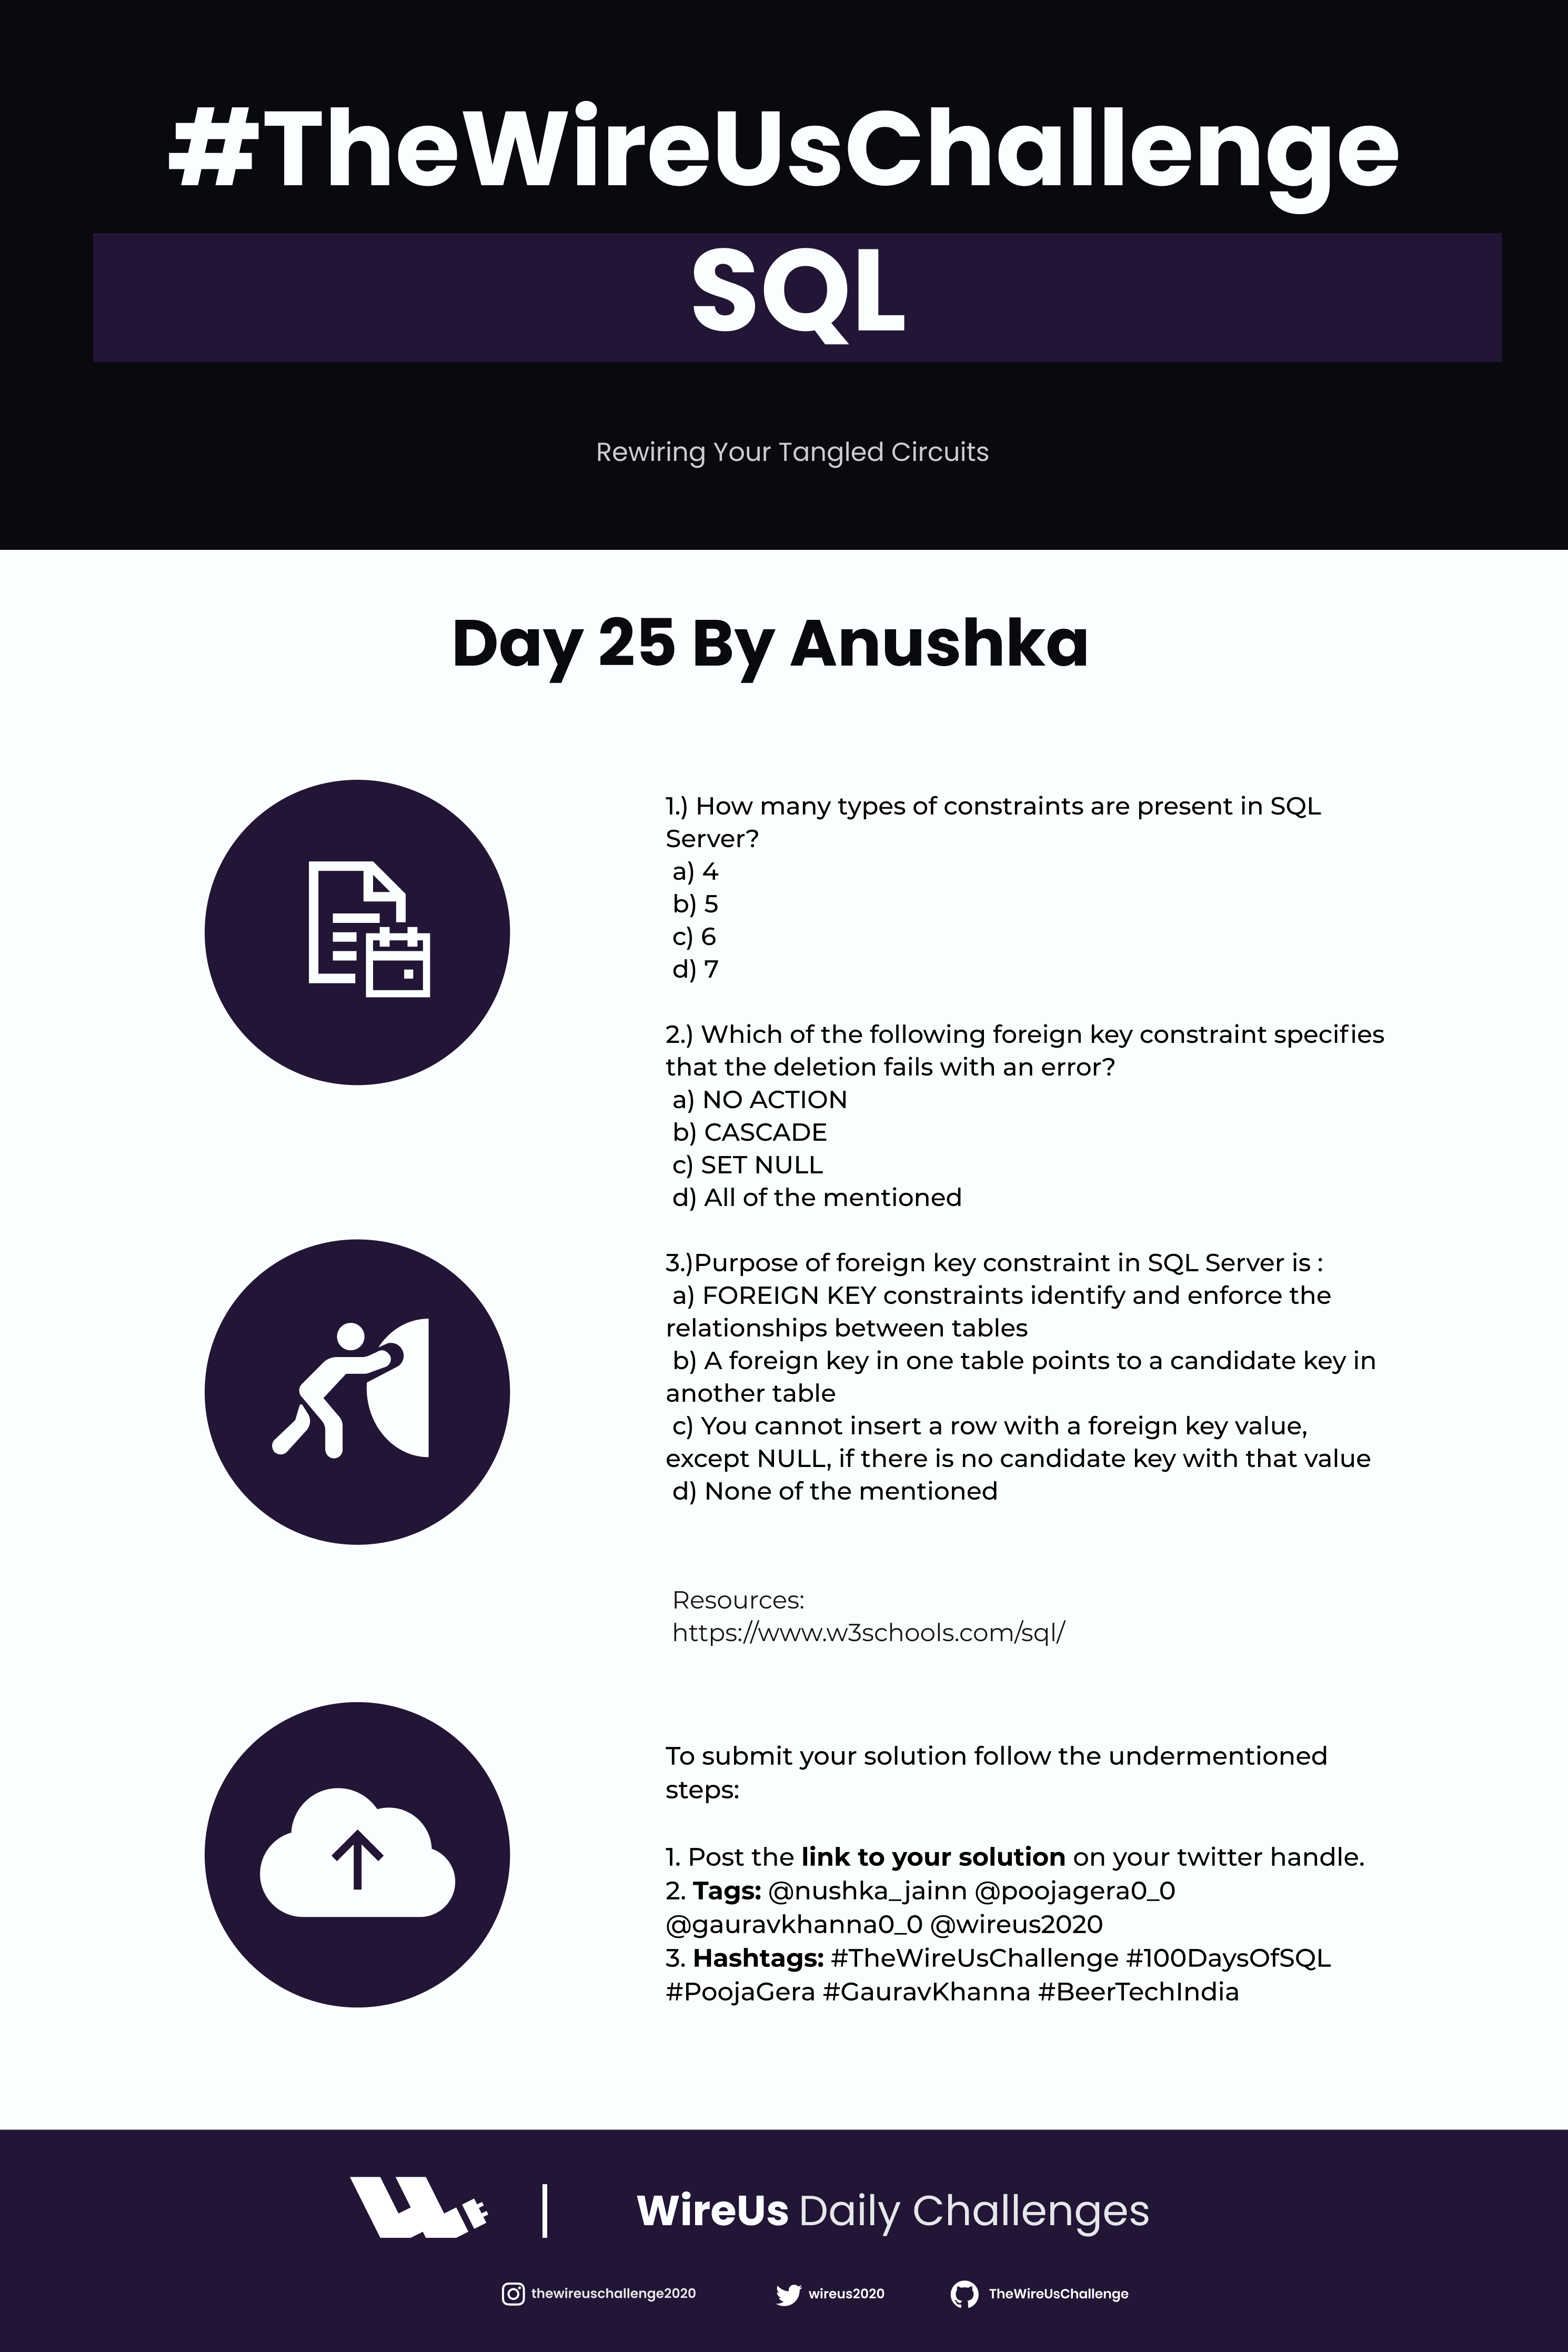 #TheWireUsChallenge
SQL
Rewiring Your Tangled Circuits
Day 25 By Anushka
1.) How many types of constraints are present in SQL
Server?
a) 4
b) 5
c) 6
d) 7
2.) Which of the following foreign key constraint specifies
that the deletion fails with an error?
a) NO ACTION
b) CASCADE
c) SET NULL
d) All of the mentioned
3.)Purpose of foreign key constraint in SQL Server is :
a) FOREIGN KEY constraints identify and enforce the
relationships between tables
b) A foreign key in one table points to a candidate key in
another table
c) You cannot insert a row with a foreign key value,
except NULL, if there is no candidate key with that value
d) None of the mentioned
Resources:
https://www.w3schools.com/sql/
To submit your solution follow the undermentioned
steps:
1. Post the link to your solution on your twitter handle.
2. Tags: @nushka_jainn @poojagera0_0
@gauravkhanna0_0 @wireus2020
3. Hashtags: #TheWireUsChallenge #100DaysOfSQL
#PoojaGera #GauravKhanna #BeerTechIndia
WireUs Daily Challenges
thewireuschallenge2020 wireus2020 TheWireUsChallenge